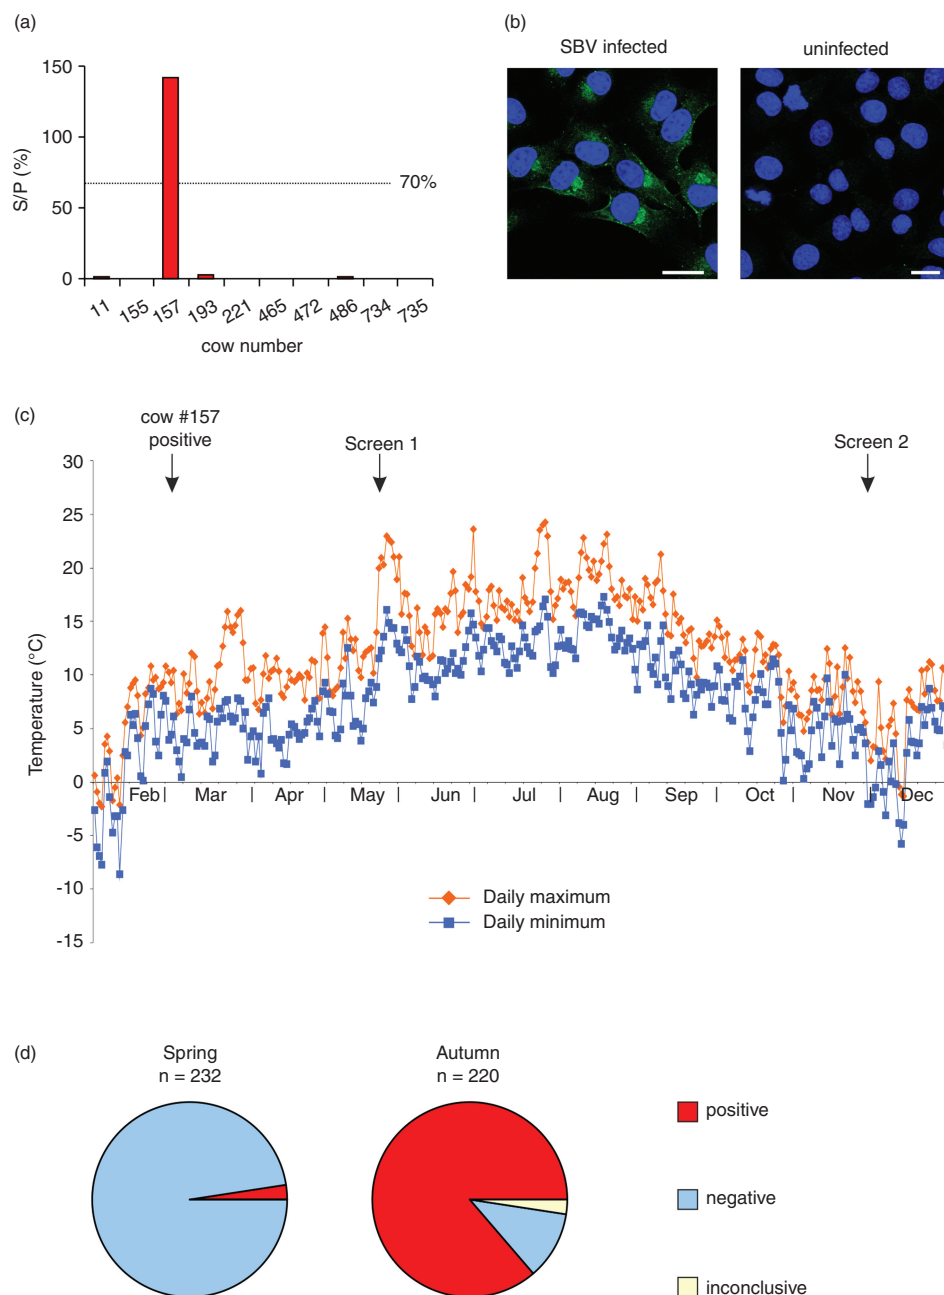 (a)
150
100
50
0
S/P (%)
70%
11
155
157
193
221
465
472
486
734
735
cow number
(b)
SBV infected
uninfected
(c)
cow #157
positive
Screen 1
Screen 2
30
25
20
15
10
5
0
-5
-10
-15
Temperature (°C)
Feb | Mar | Apr | May | Jun | Jul | Aug | Sep | Oct | Nov | Dec
Daily maximum
Daily minimum
(d)
Spring
n = 232
Autumn
n = 220
positive
negative
inconclusive